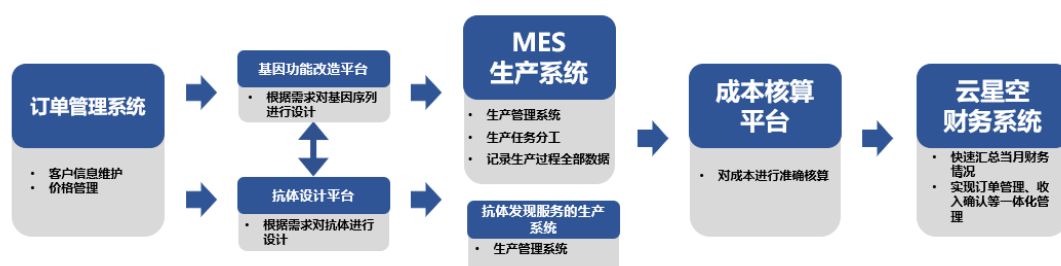 订单管理系统
• 客户信息维护
• 价格管理
基因功能改造平台
• 根据需求对基因序列
进行设计
抗体设计平台
• 根据需求对抗体进行
设计
MES
生产系统
• 生产管理系统
• 生产任务分工
• 记录生产过程全部数据
抗体发现服务的生产
系统
• 生产管理系统
成本核算
平台
• 对成本进行准确核算
云星空
财务系统
• 快速汇总当月财务
情况
• 实现订单管理、收
入确认等一体化管
理